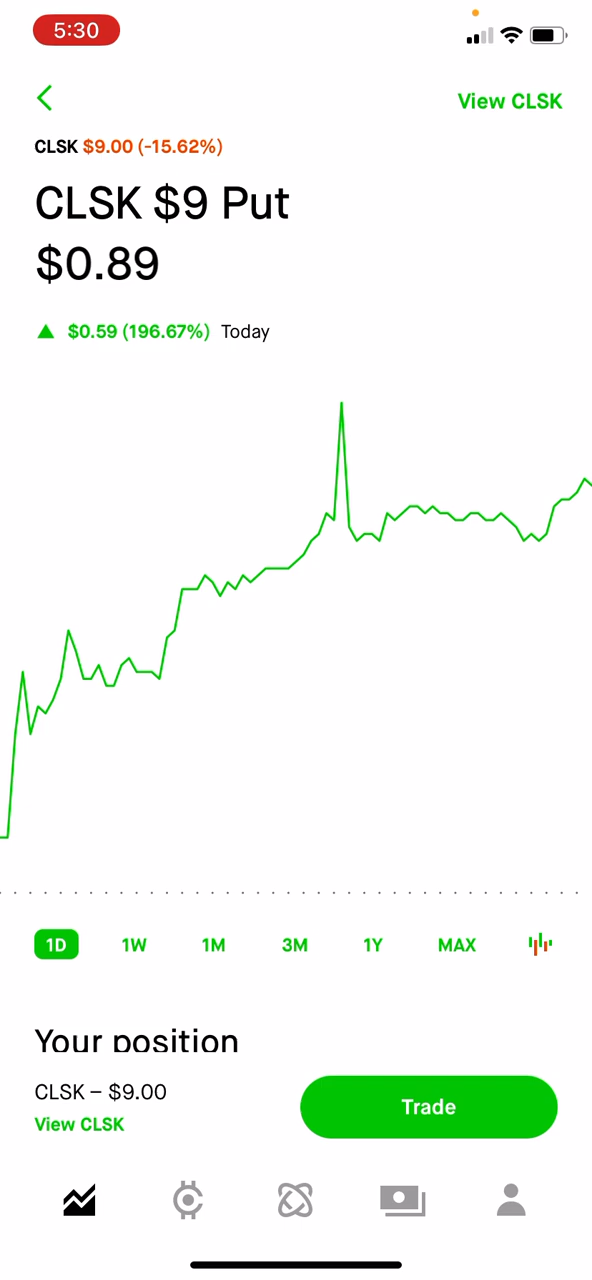 5:30
View CLSK
CLSK $9.00 (-15.62%)
CLSK $9 Put
$0.89
▲ $0.59 (196.67%) Today
1D 1W 1M 3M 1Y MAX
Your position
CLSK – $9.00
View CLSK
Trade